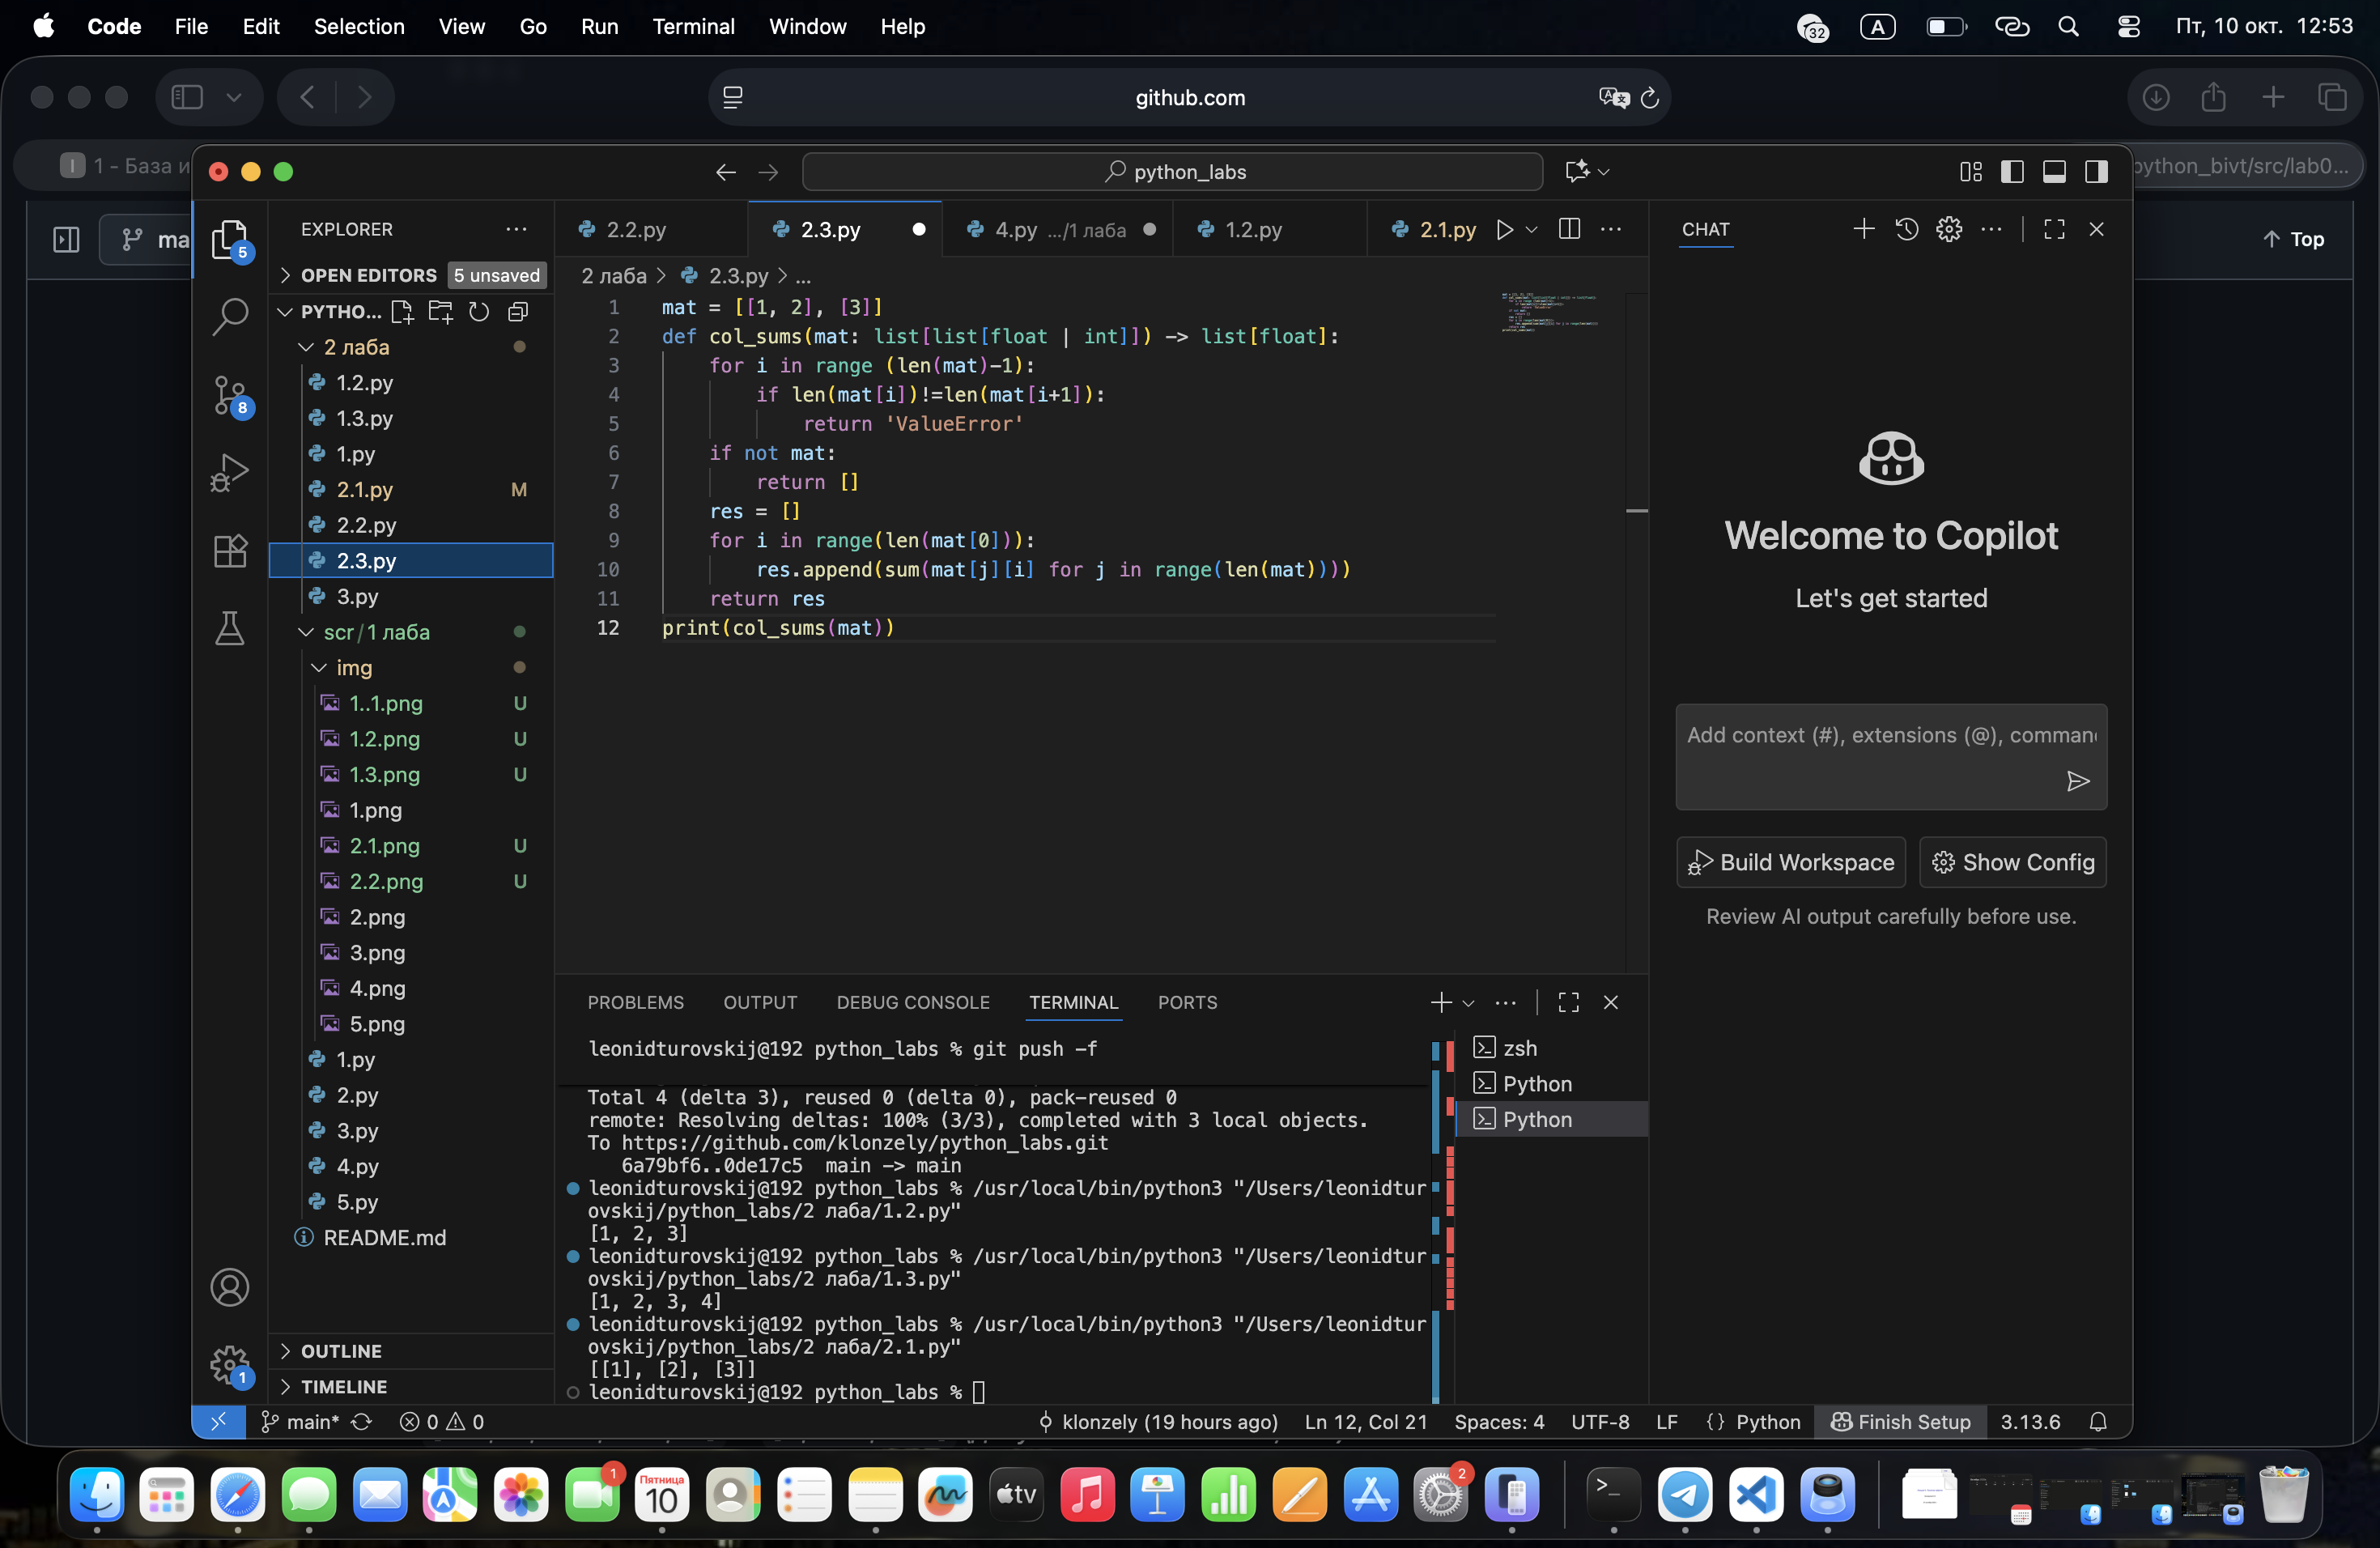 Code File Edit Selection View Go Run Terminal Window Help
32 A Пт, 10 окт. 12:53
github.com
1 - База и
python_bivt/src/lab0...
python_labs
ma
Top
EXPLORER
OPEN EDITORS 5 unsaved
PYTHO...
2 лаба
1.2.py
1.3.py
1.py
2.1.py M
2.2.py
2.3.py
3.py
scr/1 лаба
img
1..1.png U
1.2.png U
1.3.png U
1.png
2.1.png U
2.2.png U
2.png
3.png
4.png
5.png
1.py
2.py
3.py
4.py
5.py
README.md
OUTLINE
TIMELINE
5
8
1
2.2.py 2.3.py 4.py .../1 лаба 1.2.py 2.1.py
2 лаба > 2.3.py > ...
1 mat = [[1, 2], [3]]
2 def col_sums(mat: list[list[float | int]]) -> list[float]:
3 for i in range (len(mat)-1):
4 if len(mat[i])!=len(mat[i+1]):
5 return 'ValueError'
6 if not mat:
7 return []
8 res = []
9 for i in range(len(mat[0])):
10 res.append(sum(mat[j][i] for j in range(len(mat))))
11 return res
12 print(col_sums(mat))
PROBLEMS OUTPUT DEBUG CONSOLE TERMINAL PORTS
leonidturovskij@192 python_labs % git push -f
Total 4 (delta 3), reused 0 (delta 0), pack-reused 0
remote: Resolving deltas: 100% (3/3), completed with 3 local objects.
To https://github.com/klonzely/python_labs.git
6a79bf6..0de17c5 main -> main
leonidturovskij@192 python_labs % /usr/local/bin/python3 "/Users/leonidtur
ovskij/python_labs/2 лаба/1.2.py"
[1, 2, 3]
leonidturovskij@192 python_labs % /usr/local/bin/python3 "/Users/leonidtur
ovskij/python_labs/2 лаба/1.3.py"
[1, 2, 3, 4]
leonidturovskij@192 python_labs % /usr/local/bin/python3 "/Users/leonidtur
ovskij/python_labs/2 лаба/2.1.py"
[[1], [2], [3]]
leonidturovskij@192 python_labs %
zsh
Python
Python
CHAT
Welcome to Copilot
Let's get started
Add context (#), extensions (@), comman
Build Workspace Show Config
Review AI output carefully before use.
main* 0 0 klonzely (19 hours ago) Ln 12, Col 21 Spaces: 4 UTF-8 LF {} Python Finish Setup 3.13.6
1
Пятница
10
tv
2